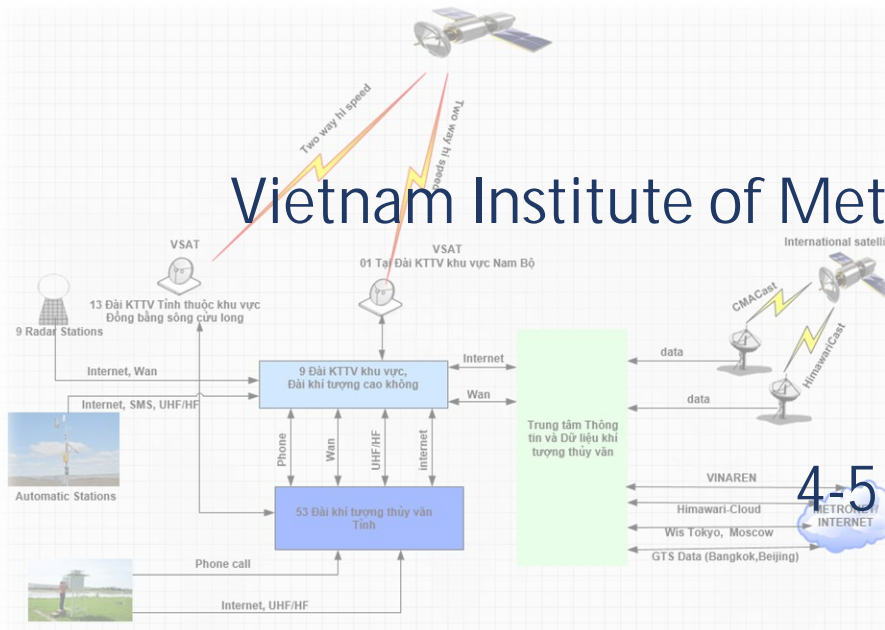 Two way hi speed
Two way hi speed
Vietnam Institute of Met
VSAT
VSAT
01 Tại Đài KTTV khu vực Nam Bộ
International satelli
13 Đài KTTV Tỉnh thuộc khu vực
Đồng bằng sông cửu long
CMACast
9 Radar Stations
HimawariCast
Internet, Wan
9 Đài KTTV khu vực,
Đài khí tượng cao không
Internet
data
Internet, SMS, UHF/HF
Wan
data
Trung tâm Thông
tin và Dữ liệu khí
tượng thủy văn
Phone
Wan
UHF/HF
internet
Automatic Stations
53 Đài khí tượng thủy văn
Tỉnh
VINAREN
4-5
Himawari-Cloud
METRONET/
INTERNET
Wis Tokyo, Moscow
GTS Data (Bangkok,Beijing)
Phone call
Internet, UHF/HF